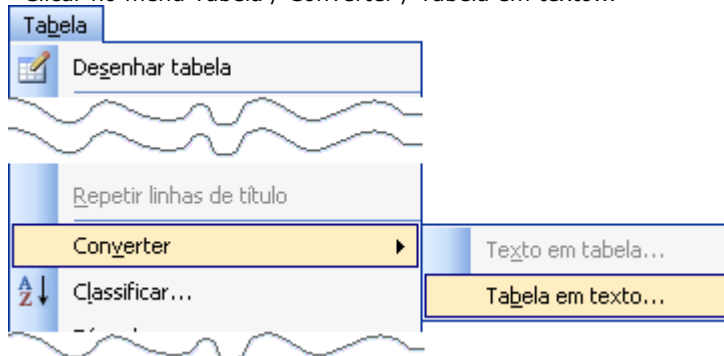 Clicar no menu Tabela / Converter / Tabela em texto...
Tabela
Desenhar tabela
Repetir linhas de título
Converter
Texto em tabela...
Classificar...
Tabela em texto...